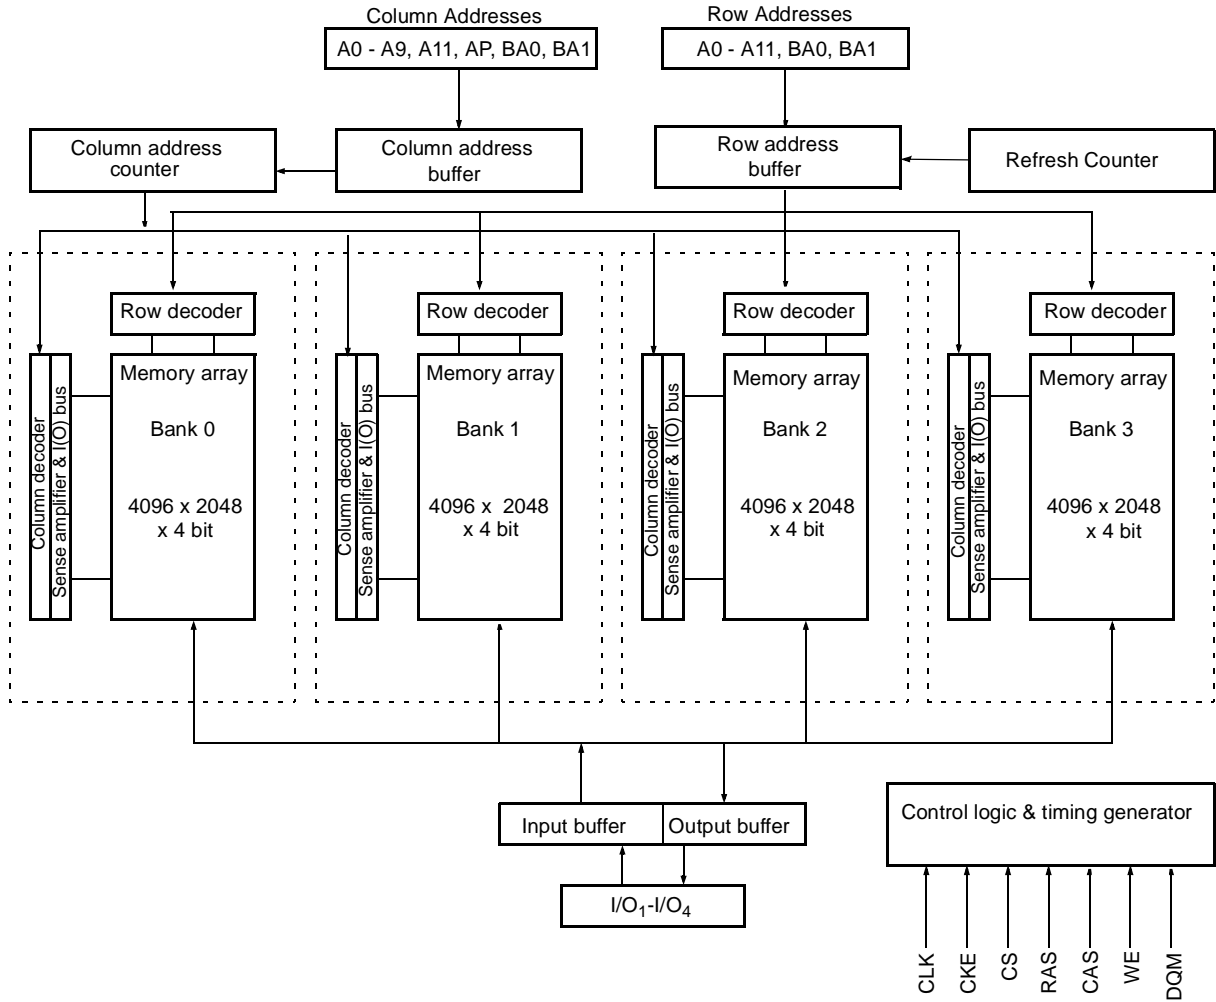 Column Addresses
A0 - A9, A11, AP, BA0, BA1
Row Addresses
A0 - A11, BA0, BA1
Column address
counter
Column address
buffer
Row address
buffer
Refresh Counter
Row decoder
Row decoder
Row decoder
Row decoder
Column decoder
Sense amplifier & I(O) bus
Memory array
Bank 0
4096 x 2048
x 4 bit
Column decoder
Sense amplifier & I(O) bus
Memory array
Bank 1
4096 x 2048
x 4 bit
Column decoder
Sense amplifier & I(O) bus
Memory array
Bank 2
4096 x 2048
x 4 bit
Column decoder
Sense amplifier & I(O) bus
Memory array
Bank 3
4096 x 2048
x 4 bit
Input buffer
Output buffer
I/O1-I/O4
Control logic & timing generator
CLK
CKE
CS
RAS
CAS
WE
DQM